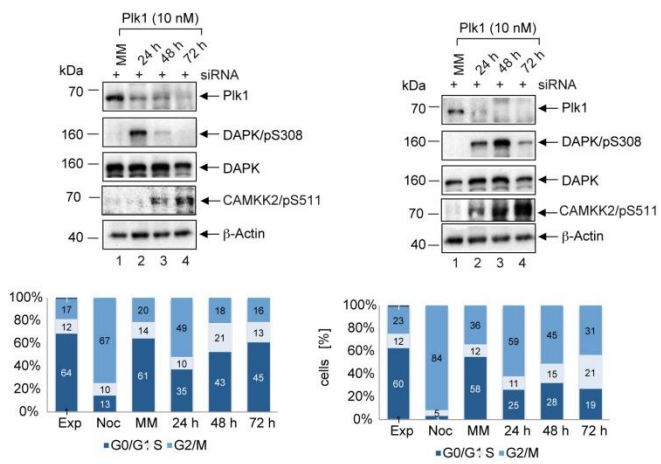 Plk1 (10 nM)
MM 24 h 48 h 72 h
kDa
+ + + + siRNA
70 Plk1
160 DAPK/pS308
160 DAPK
70 CAMKK2/pS511
40 β-Actin
1 2 3 4
Plk1 (10 nM)
MM 24 h 48 h 72 h
kDa
+ + + + siRNA
70 Plk1
160 DAPK/pS308
160 DAPK
70 CAMKK2/pS511
40 β-Actin
1 2 3 4
100%
80%
60%
40%
20%
0%
17 67 20 49 18 16
12 10 14 10 21 13
64 13 61 35 43 45
1
Exp Noc MM 24 h 48 h 72 h
G0/G1 S G2/M
cells [%]
100%
80%
60%
40%
20%
0%
23 84 36 59 45 31
12 5 12 11 15 21
60 58 25 28 19
1
Exp Noc MM 24 h 48 h 72 h
G0/G1 S G2/M